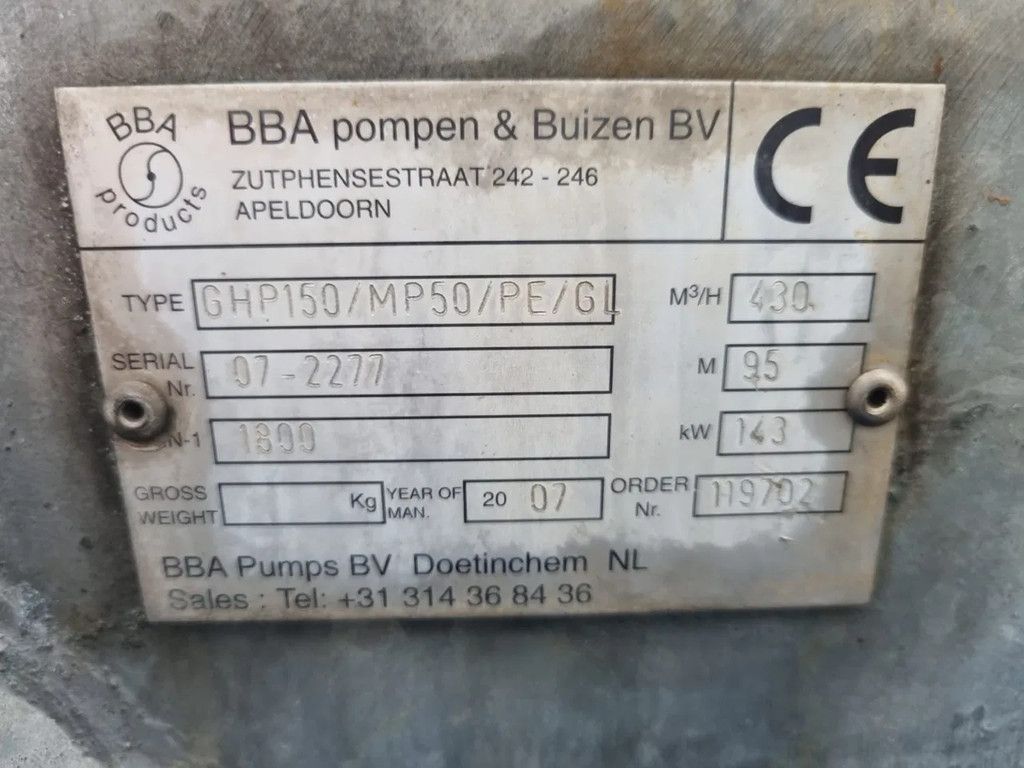 BBA products
BBA pompen & Buizen BV
ZUTPHENSESTRAAT 242 - 246
APELDOORN
CE
TYPE GHP150/MP50/PE/GL M³/H 430
SERIAL Nr. 07-2277 M 95
N-1 1800 kW 143
GROSS WEIGHT Kg YEAR OF MAN. 20 07 ORDER Nr. 119702
BBA Pumps BV Doetinchem NL
Sales : Tel: +31 314 36 84 36